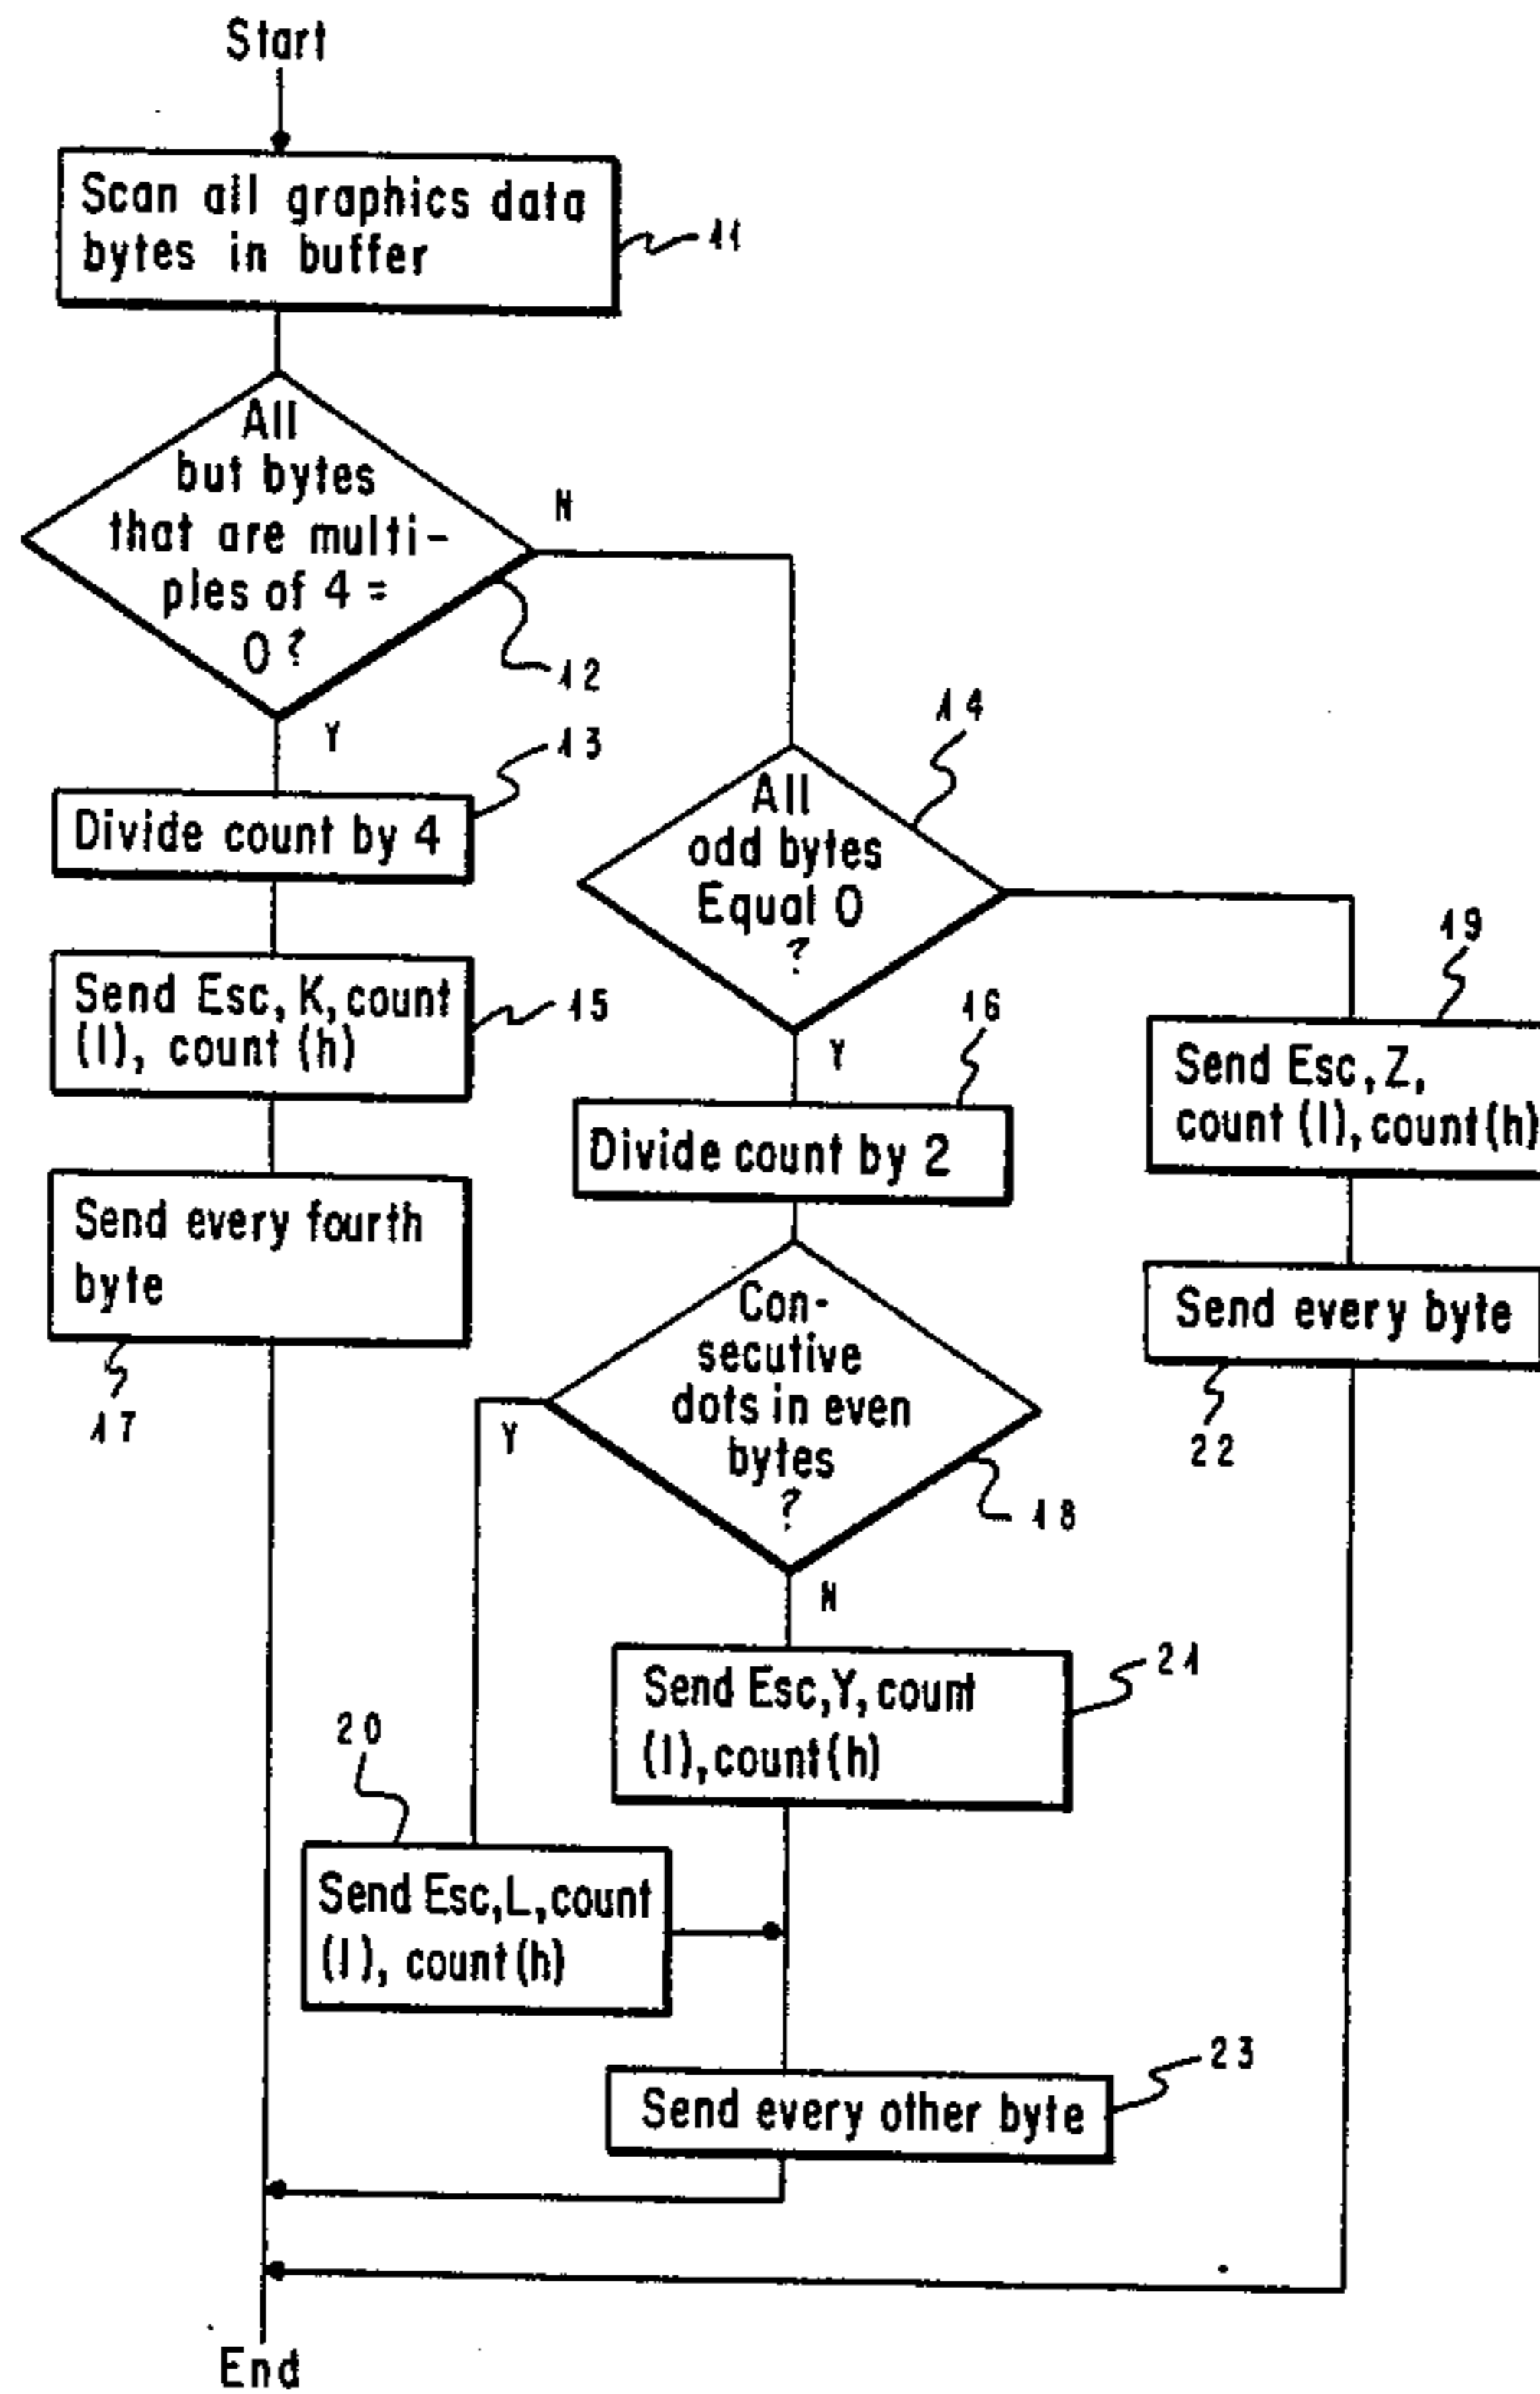 Start
Scan all graphics data
bytes in buffer
11
All
but bytes
that are multi-
ples of 4 =
0 ?
N
12
Y
13
14
Divide count by 4
All
odd bytes
Equal 0
?
19
Send Esc, K, count
(l), count (h)
15
16
Y
Send Esc, Z,
count (l), count(h)
Divide count by 2
Send every fourth
byte
17
Send every byte
22
Con-
secutive
dots in even
bytes
?
Y
18
N
Send Esc, Y, count
(l), count(h)
21
20
Send Esc, L, count
(l), count(h)
23
Send every other byte
End